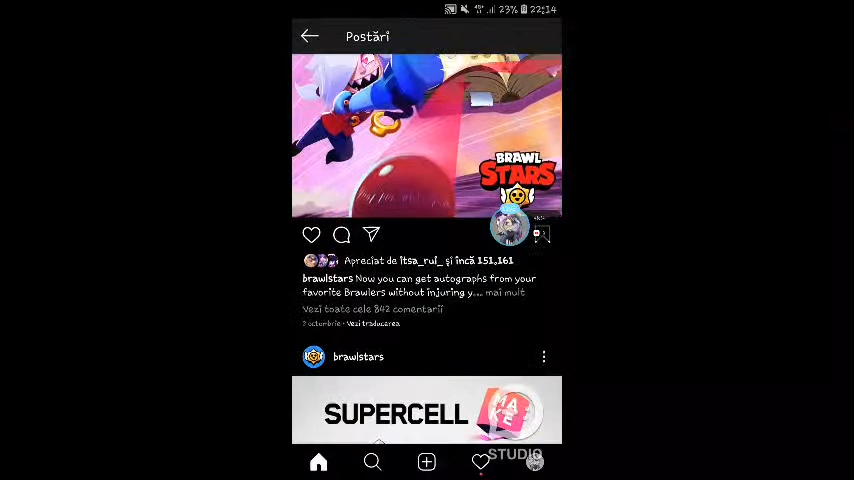 23% 22:14
Postări
BRAWL
STARS
Apreciat de itsa_rui_ și încă 151,161
brawlstars Now you can get autographs from your
favorite Brawlers without injuring y... mai mult
Vezi toate cele 842 comentarii
2 octombrie · Vezi traducerea
brawlstars
SUPERCELL
MA
KE
STUDIO